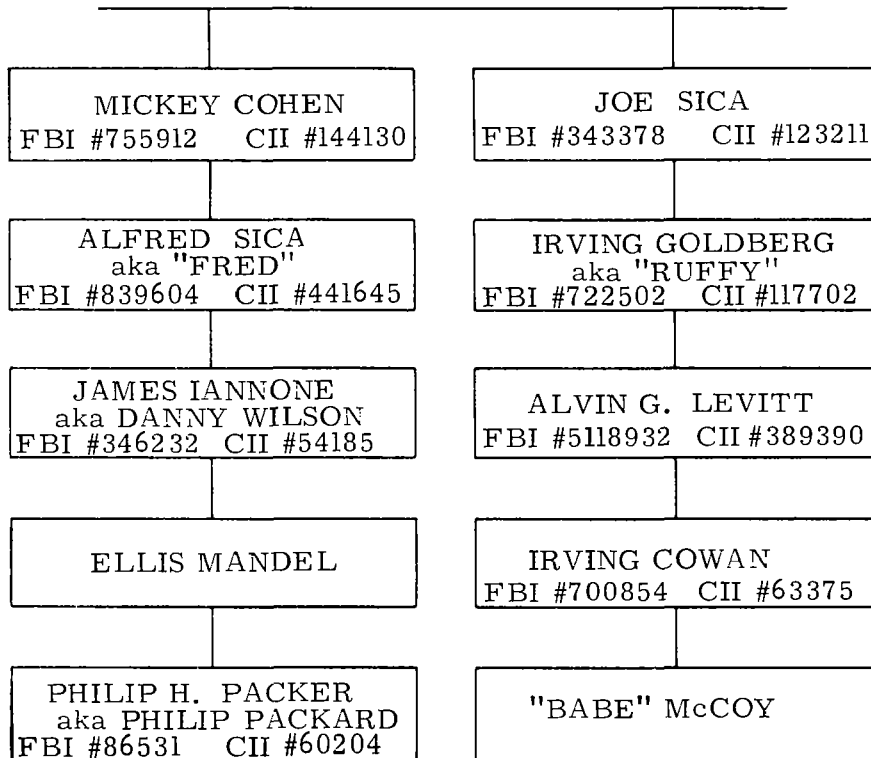 MICKEY COHEN
FBI #755912 CII #144130
ALFRED SICA
aka "FRED"
FBI #839604 CII #441645
JAMES IANNONE
aka DANNY WILSON
FBI #346232 CII #54185
ELLIS MANDEL
PHILIP H. PACKER
aka PHILIP PACKARD
FBI #86531 CII #60204
JOE SICA
FBI #343378 CII #123211
IRVING GOLDBERG
aka "RUFFY"
FBI #722502 CII #117702
ALVIN G. LEVITT
FBI #5118932 CII #389390
IRVING COWAN
FBI #700854 CII #63375
"BABE" McCOY